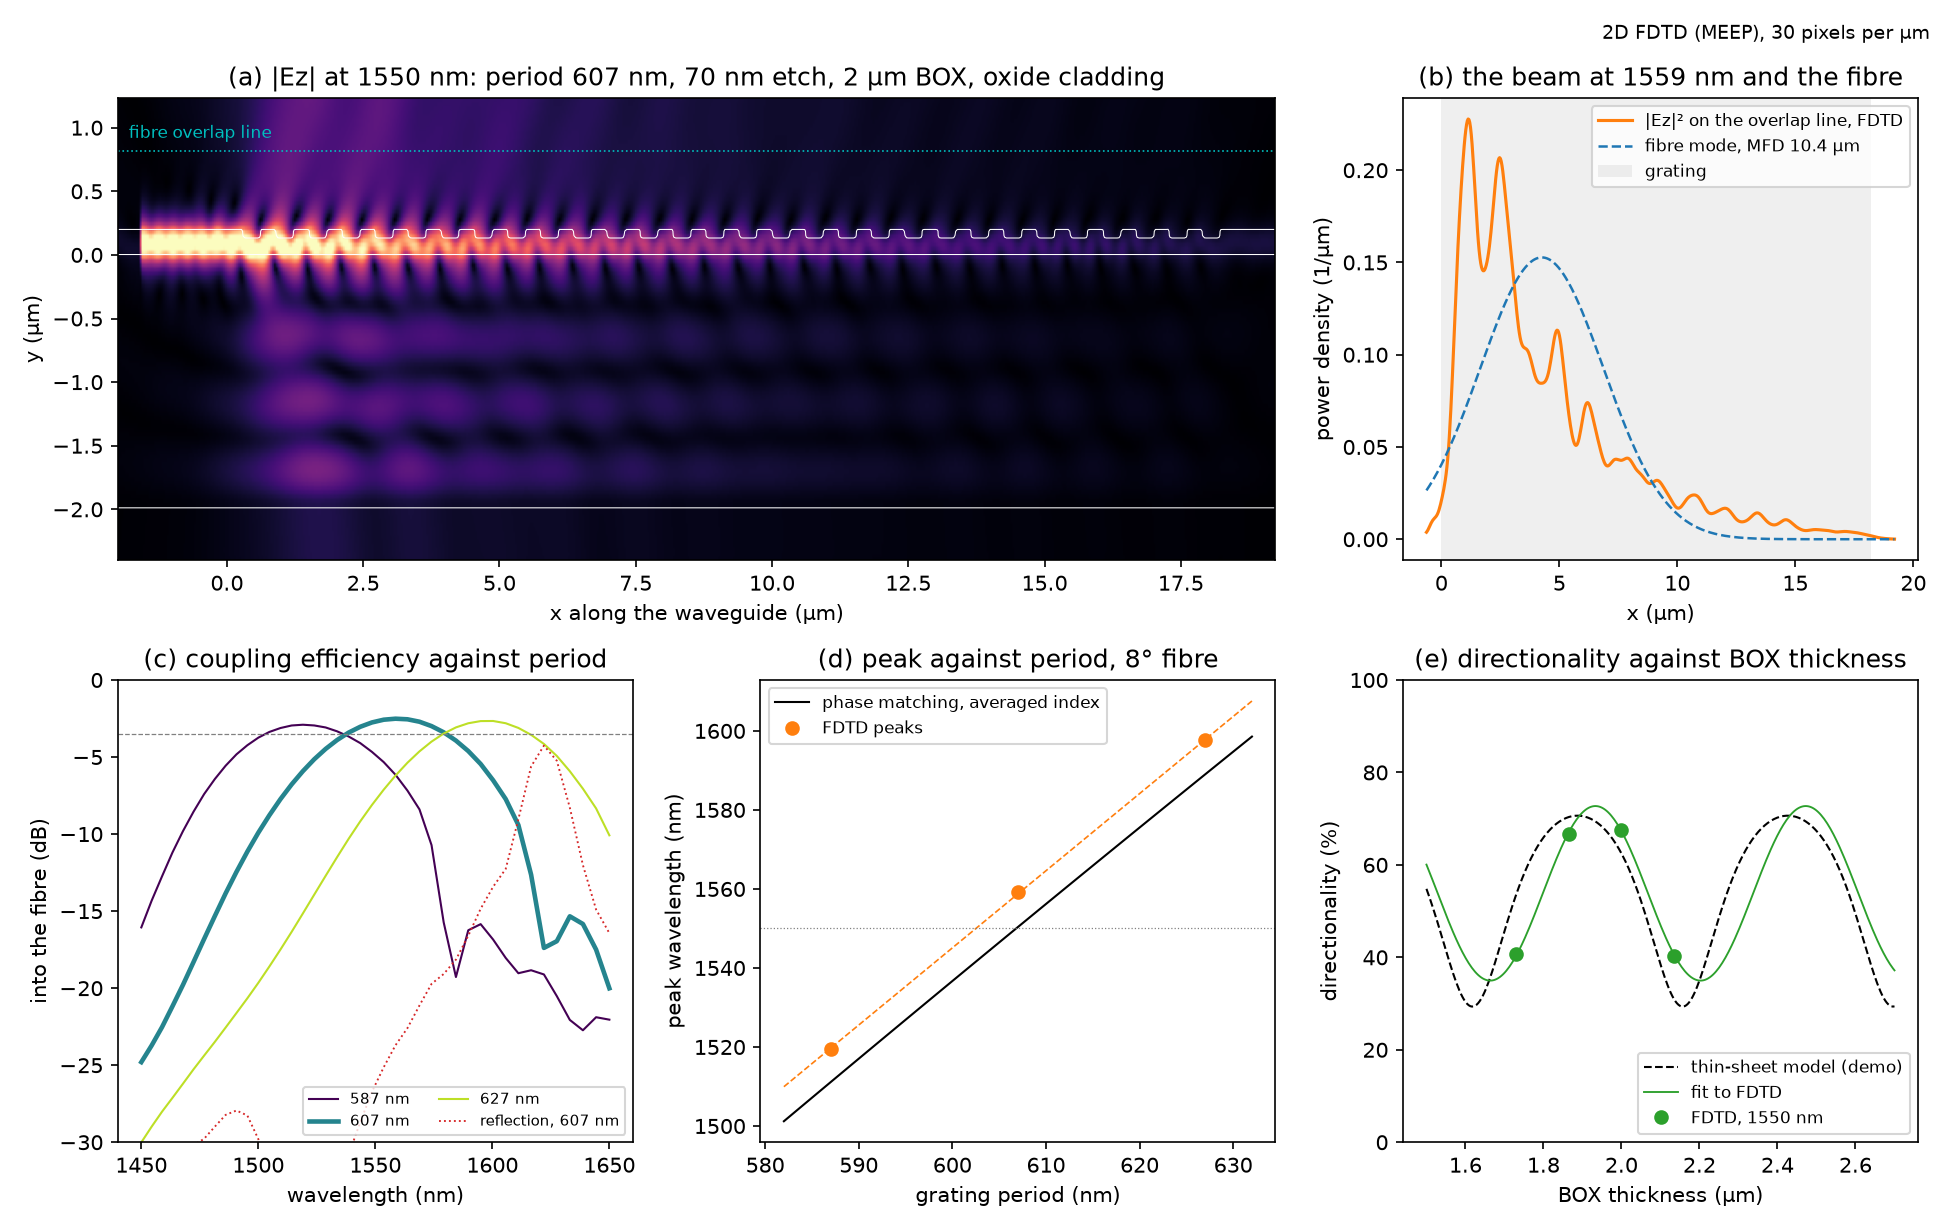 2D FDTD (MEEP), 30 pixels per µm
(a) |Ez| at 1550 nm: period 607 nm, 70 nm etch, 2 µm BOX, oxide cladding
fibre overlap line
1.0
0.5
0.0
−0.5
−1.0
−1.5
−2.0
y (µm)
0.0 2.5 5.0 7.5 10.0 12.5 15.0 17.5
x along the waveguide (µm)
(b) the beam at 1559 nm and the fibre
|Ez|² on the overlap line, FDTD
fibre mode, MFD 10.4 µm
grating
0.20
0.15
0.10
0.05
0.00
power density (1/µm)
0 5 10 15 20
x (µm)
(c) coupling efficiency against period
0
−5
−10
−15
−20
−25
−30
into the fibre (dB)
587 nm
607 nm
627 nm
reflection, 607 nm
1450 1500 1550 1600 1650
wavelength (nm)
(d) peak against period, 8° fibre
phase matching, averaged index
FDTD peaks
1600
1580
1560
1540
1520
1500
peak wavelength (nm)
580 590 600 610 620 630
grating period (nm)
(e) directionality against BOX thickness
100
80
60
40
20
0
directionality (%)
thin-sheet model (demo)
fit to FDTD
FDTD, 1550 nm
1.6 1.8 2.0 2.2 2.4 2.6
BOX thickness (µm)